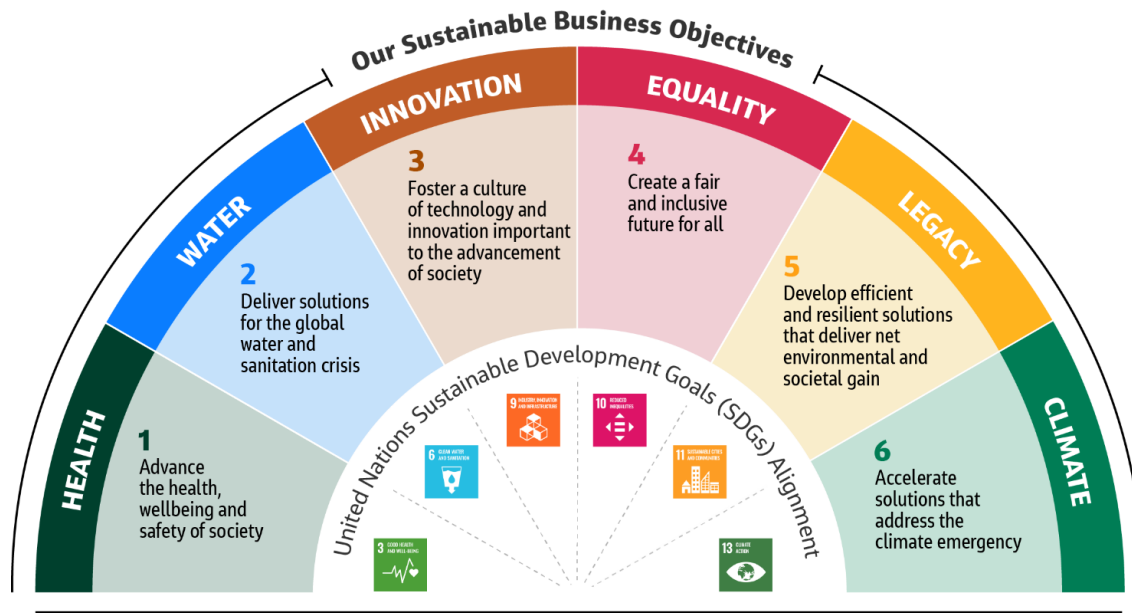 Our Sustainable Business Objectives
HEALTH
1
Advance
the health,
wellbeing and
safety of society
WATER
2
Deliver solutions
for the global
water and
sanitation crisis
INNOVATION
3
Foster a culture
of technology and
innovation important
to the advancement
of society
EQUALITY
4
Create a fair
and inclusive
future for all
LEGACY
5
Develop efficient
and resilient solutions
that deliver net
environmental and
societal gain
CLIMATE
6
Accelerate
solutions that
address the
climate emergency
United Nations Sustainable Development Goals (SDGs) Alignment
3 GOOD HEALTH
AND WELL-BEING
6 CLEAN WATER
AND SANITATION
9 INDUSTRY, INNOVATION
AND INFRASTRUCTURE
10 REDUCED
INEQUALITIES
11 SUSTAINABLE CITIES
AND COMMUNITIES
13 CLIMATE
ACTION